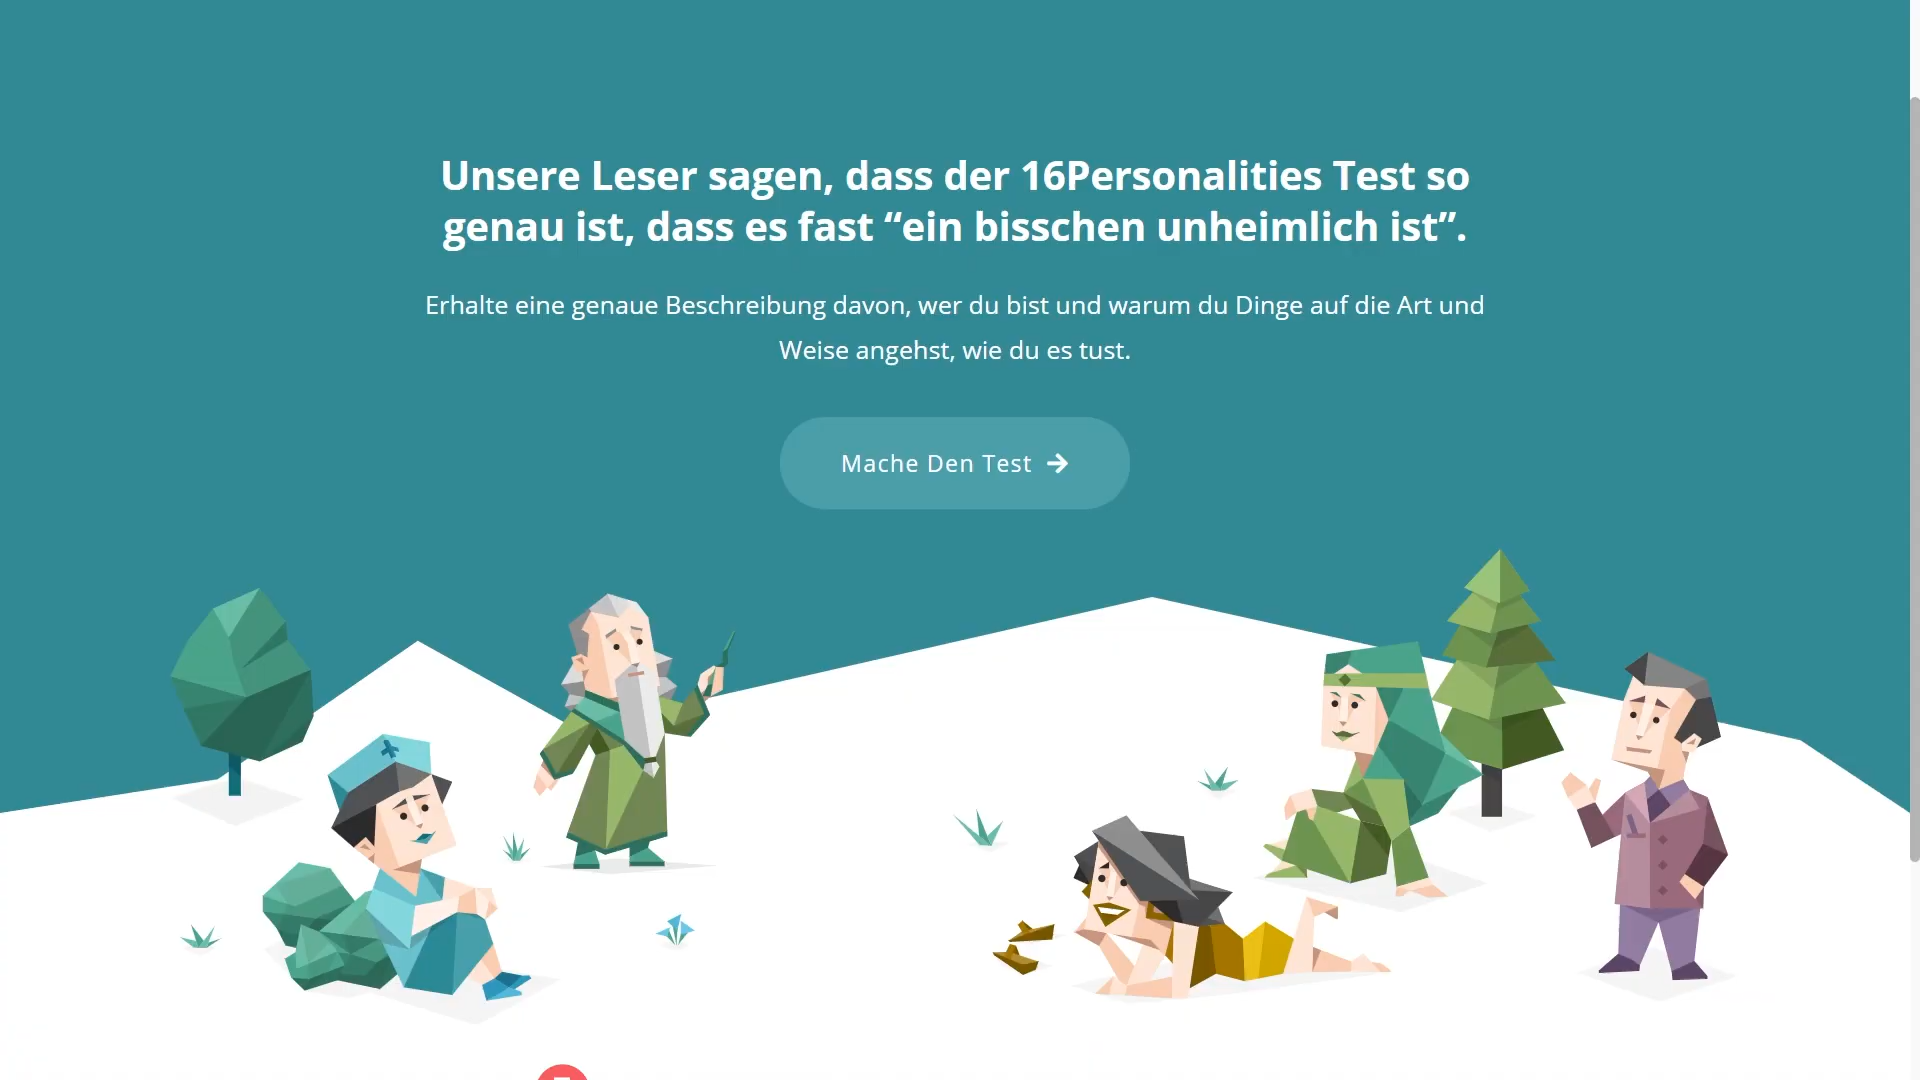 Unsere Leser sagen, dass der 16Personalities Test so
genau ist, dass es fast “ein bisschen unheimlich ist”.
Erhalte eine genaue Beschreibung davon, wer du bist und warum du Dinge auf die Art und
Weise angehst, wie du es tust.
Mache Den Test